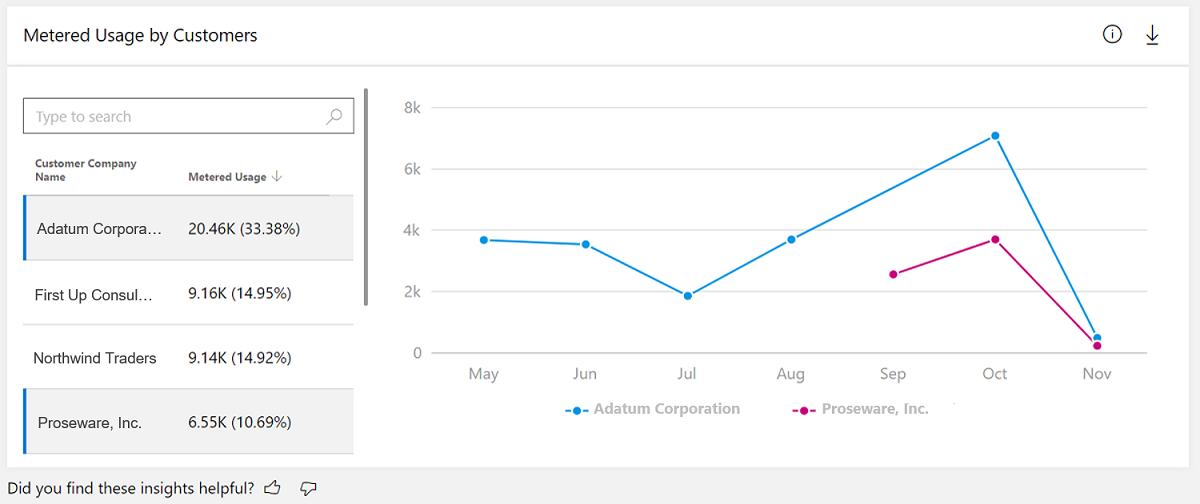 Metered Usage by Customers
Type to search
Customer Company
Name
Metered Usage
Adatum Corpora... 20.46K (33.38%)
First Up Consul... 9.16K (14.95%)
Northwind Traders 9.14K (14.92%)
Proseware, Inc. 6.55K (10.69%)
8k
6k
4k
2k
0
May Jun Jul Aug Sep Oct Nov
Adatum Corporation Proseware, Inc.
Did you find these insights helpful?